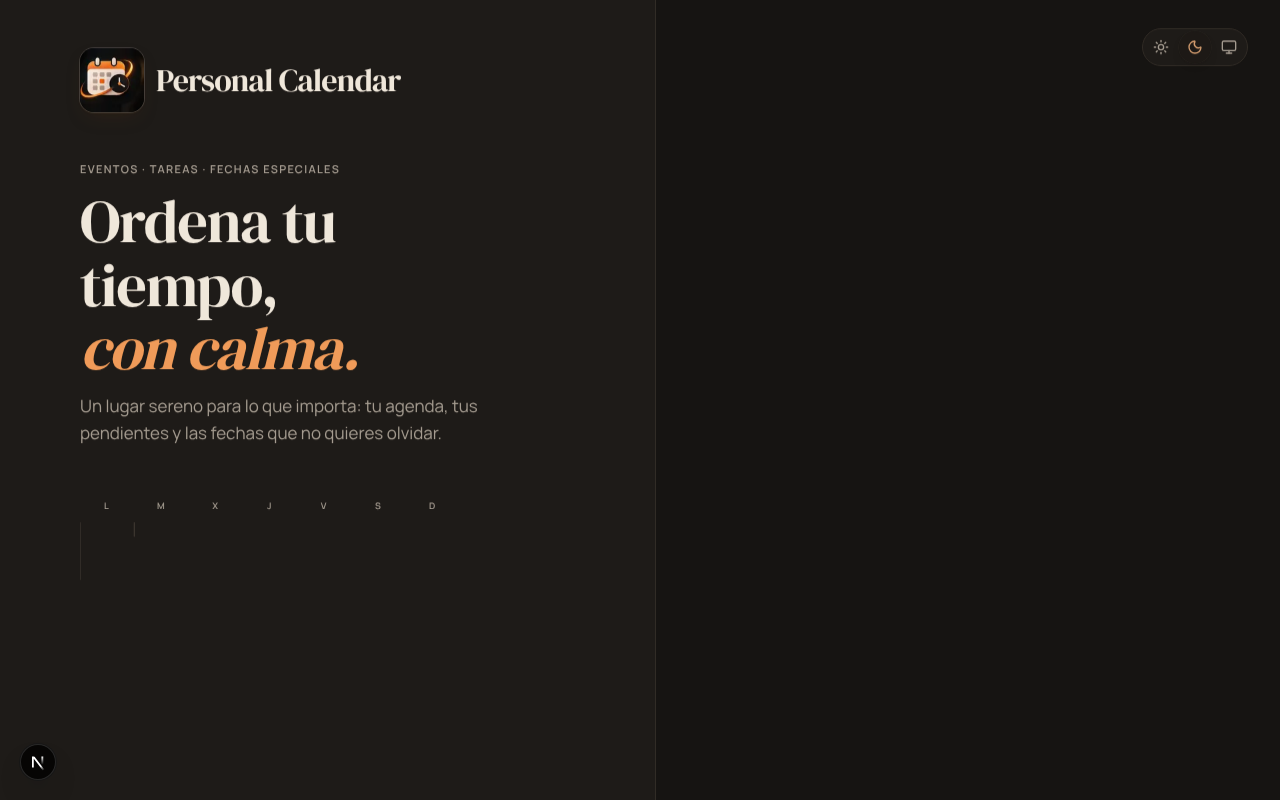 Personal Calendar
EVENTOS · TAREAS · FECHAS ESPECIALES
Ordena tu
tiempo,
con calma.
Un lugar sereno para lo que importa: tu agenda, tus
pendientes y las fechas que no quieres olvidar.
L M X J V S D
N